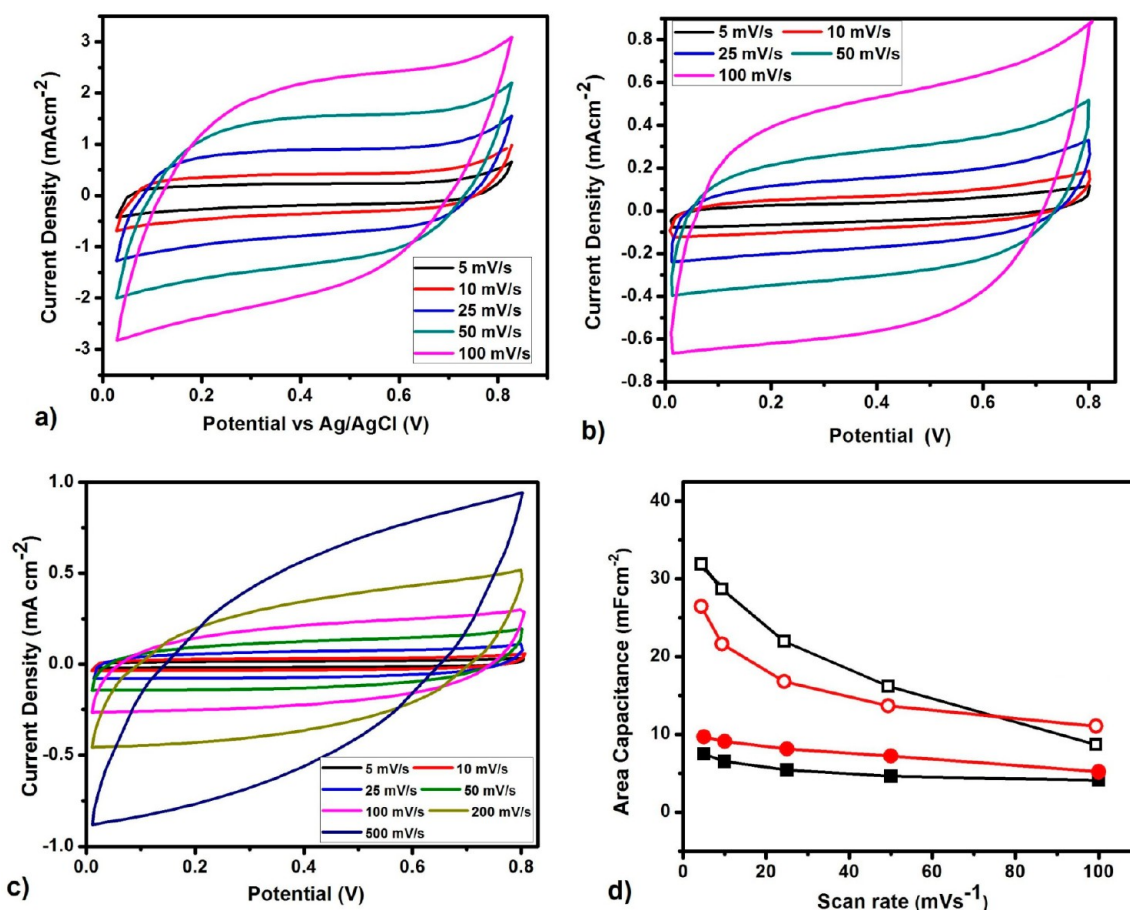 3
2
1
0
-1
-2
-3
Current Density (mAcm-2)
5 mV/s
10 mV/s
25 mV/s
50 mV/s
100 mV/s
0.0 0.2 0.4 0.6 0.8
Potential vs Ag/AgCl (V)
a)
0.8
0.6
0.4
0.2
0.0
-0.2
-0.4
-0.6
-0.8
Current Density (mAcm-2)
5 mV/s 10 mV/s
25 mV/s 50 mV/s
100 mV/s
0.0 0.2 0.4 0.6 0.8
Potential (V)
b)
1.0
0.5
0.0
-0.5
-1.0
Current Density (mA cm-2)
5 mV/s 10 mV/s
25 mV/s 50 mV/s
100 mV/s 200 mV/s
500 mV/s
0.0 0.2 0.4 0.6 0.8
Potential (V)
c)
40
30
20
10
0
Area Capacitance (mFcm-2)
0 20 40 60 80 100
Scan rate (mVs-1)
d)